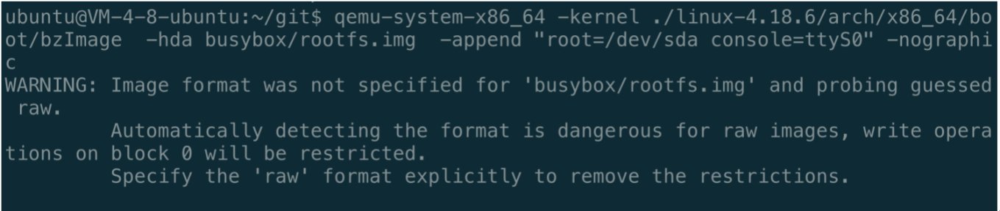 ubuntu@VM-4-8-ubuntu:~/git$ qemu-system-x86_64 -kernel ./linux-4.18.6/arch/x86_64/bo
ot/bzImage  -hda busybox/rootfs.img  -append "root=/dev/sda console=ttyS0" -nographi
c
WARNING: Image format was not specified for 'busybox/rootfs.img' and probing guessed
 raw.
         Automatically detecting the format is dangerous for raw images, write opera
tions on block 0 will be restricted.
         Specify the 'raw' format explicitly to remove the restrictions.